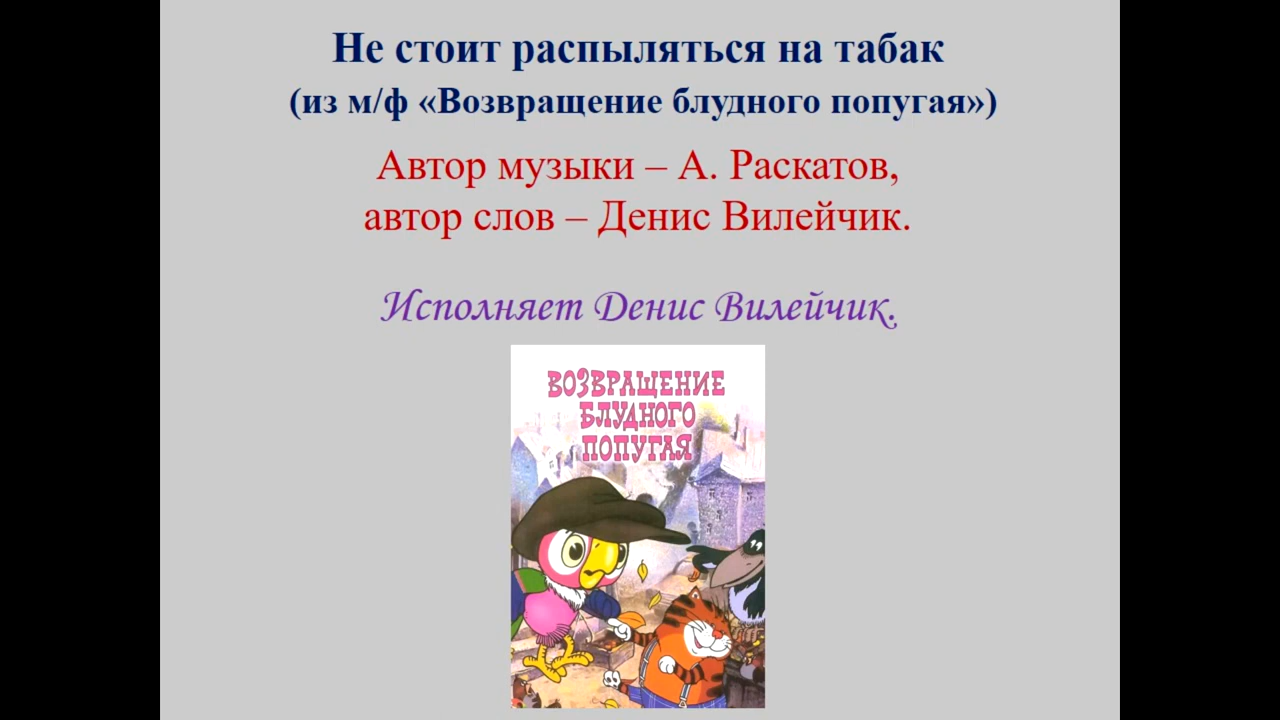 Не стоит распыляться на табак
(из м/ф «Возвращение блудного попугая»)
Автор музыки – А. Раскатов,
автор слов – Денис Вилейчик.
Исполняет Денис Вилейчик.
ВОЗВРАЩЕНИЕ
БЛУДНОГО
ПОПУГАЯ